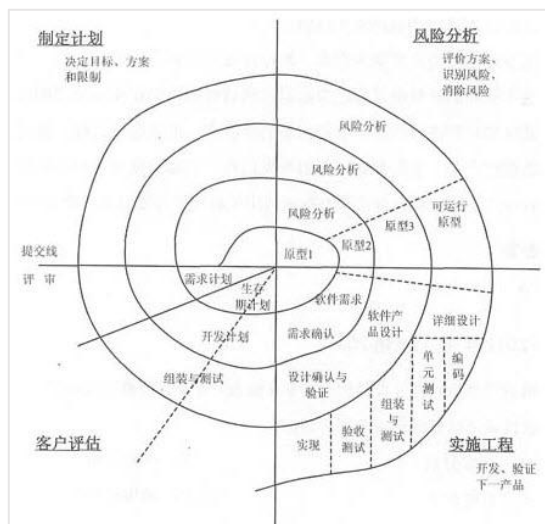 制定计划
决定目标、方案
和限制
风险分析
评价方案、
识别风险、
消除风险
风险分析
风险分析
风险分析
可运行
原型
原型3
原型2
原型1
提交线
评 审
需求计划
生存
期计划
软件需求
开发计划
需求确认
软件产
品设计
详细设计
组装与测试
设计确认与
验证
单元测试
编码
组装与测试
验收
测试
实现
客户评估
实施工程
开发、验证
下一产品